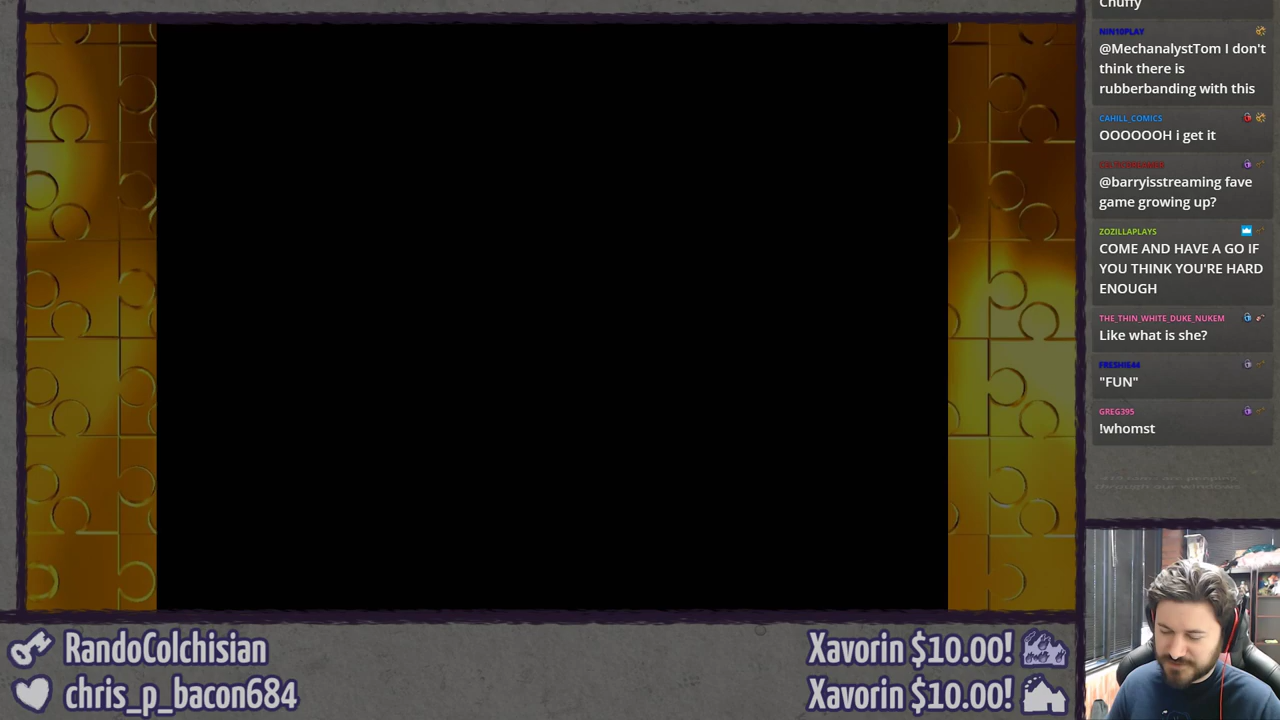 Chuffy
NIN10PLAY
@MechanalystTom I don't
think there is
rubberbanding with this
CAHILL_COMICS
OOOOOOH i get it
@barryisstreaming fave
game growing up?
ZOZILLAPLAYS
COME AND HAVE A GO IF
YOU THINK YOU'RE HARD
ENOUGH
THE_THIN_WHITE_DUKE_NUKEM
Like what is she?
FRESHIE44
"FUN"
GREG395
!whomst
RandoColchisian
chris_p_bacon684
Xavorin $10.00!
Xavorin $10.00!